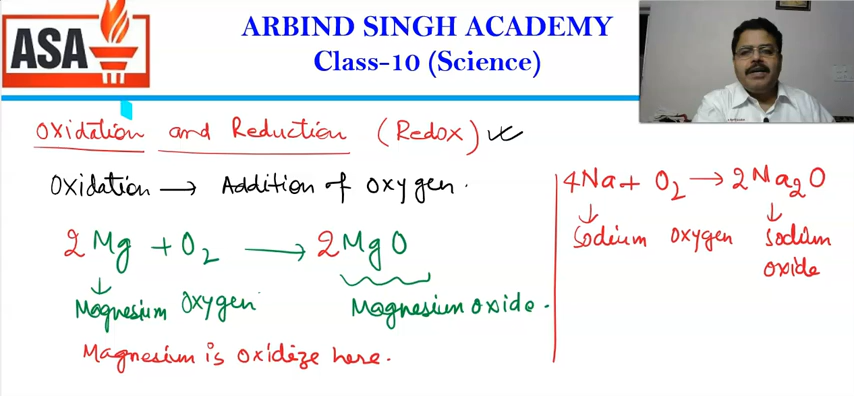 ASA
ARBIND SINGH ACADEMY
Class-10 (Science)
Oxidation and Reduction (Redox)
Oxidation → Addition of oxygen.
2Mg + O₂ → 2MgO
Magnesium Oxygen Magnesium oxide.
Magnesium is oxidize here.
4Na + O₂ → 2Na₂O
Sodium oxygen Sodium
oxide